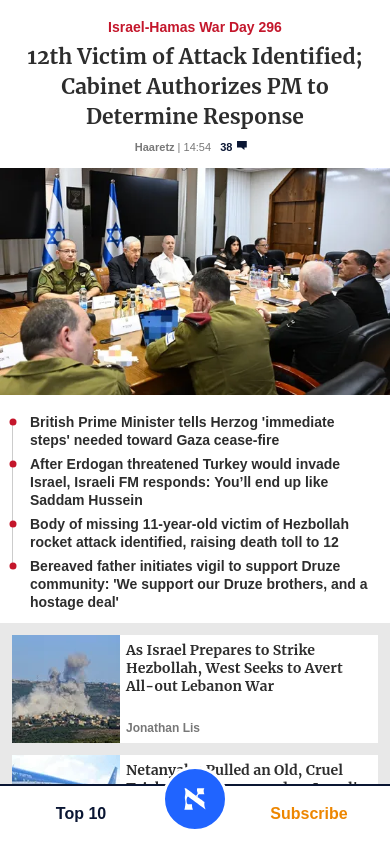 Israel-Hamas War Day 296
12th Victim of Attack Identified;
Cabinet Authorizes PM to
Determine Response
Haaretz | 14:54 38
British Prime Minister tells Herzog 'immediate
steps' needed toward Gaza cease-fire
After Erdogan threatened Turkey would invade
Israel, Israeli FM responds: You’ll end up like
Saddam Hussein
Body of missing 11-year-old victim of Hezbollah
rocket attack identified, raising death toll to 12
Bereaved father initiates vigil to support Druze
community: 'We support our Druze brothers, and a
hostage deal'
As Israel Prepares to Strike
Hezbollah, West Seeks to Avert
All-out Lebanon War
Jonathan Lis
Pulled an Old, Cruel
Top 10
Subscribe